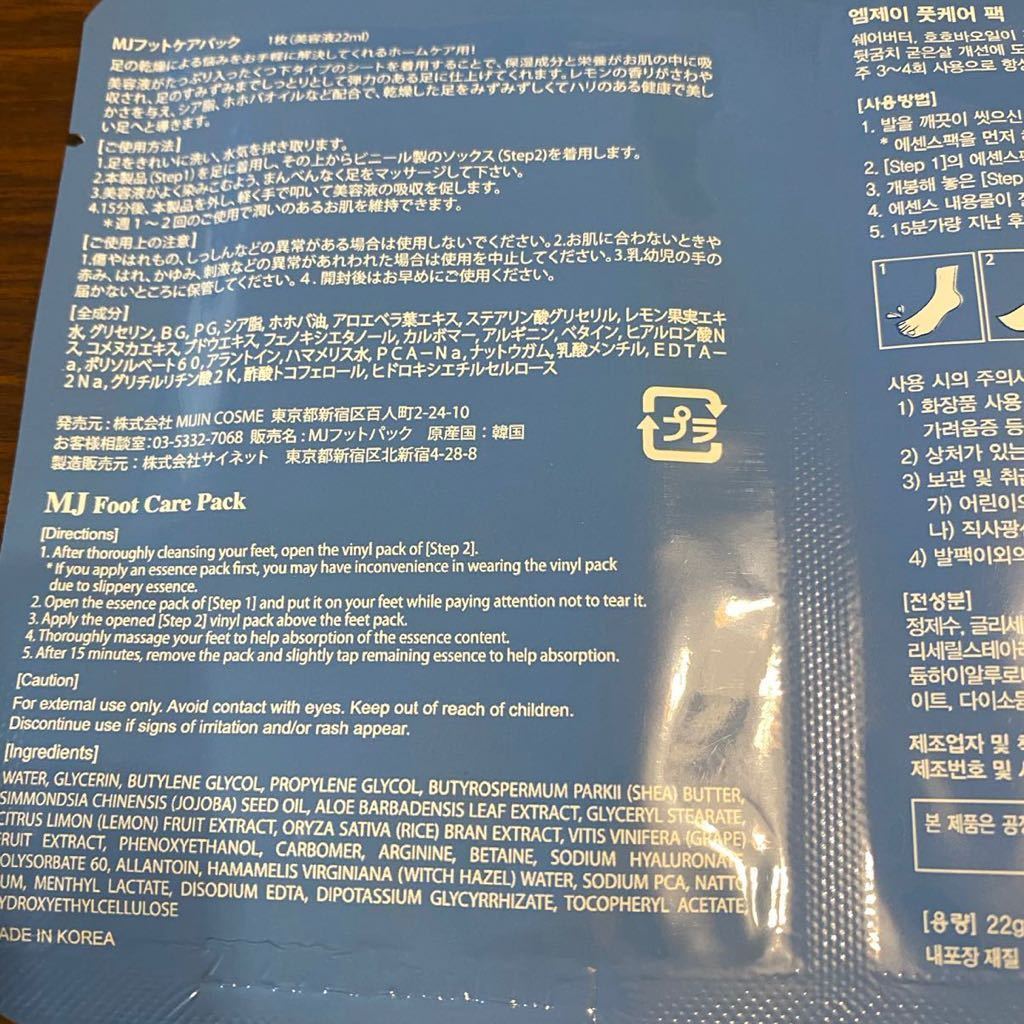 MJフットケアパック 1枚(美容液22ml)
足の乾燥による悩みをお手軽に解決してくれるホームケア用!
美容液がたっぷり入ったくつ下タイプのシートを着用することで、保湿成分と栄養がお肌の中に吸
収され、足のすみずみまでしっとりとして弾力のある足に仕上げてくれます。レモンの香りがさわや
かさを与え、シア脂、ホホバオイルなど配合で、乾燥した足をみずみずしくてハリのある健康で美し
い足へと導きます。
【ご使用方法】
1.足をきれいに洗い、水気を拭き取ります。
2.本製品(Step1)を足に着用し、その上からビニール製のソックス(Step2)を着用します。
3.美容液がよく染みこむよう、まんべんなく足をマッサージして下さい。
4.15分後、本製品を外し、軽く手で叩いて美容液の吸収を促します。
*週1〜2回のご使用で潤いのあるお肌を維持できます。
【ご使用上の注意】
1.傷やはれもの、しっしんなどの異常がある場合は使用しないでください。2.お肌に合わないときや
赤み、はれ、かゆみ、刺激などの異常があれわれた場合は使用を中止してください。3.乳幼児の手の
届かないところに保管してください。4.開封後はお早めにご使用ください。
【全成分】
水, グリセリン, BG, PG, シア脂, ホホバ油, アロエベラ葉エキス, ステアリン酸グリセリル, レモン果実エキ
ス, コメヌカエキス, ブドウエキス, フェノキシエタノール, カルボマー, アルギニン, ベタイン, ヒアルロン酸N
a, ポリソルベート60, アラントイン, ハマメリス水, PCA-Na, ナットウガム, 乳酸メンチル, EDTA-
2Na, グリチルリチン酸2K, 酢酸トコフェロール, ヒドロキシエチルセルロース
発売元 : 株式会社 MIJIN COSME 東京都新宿区百人町2-24-10
お客様相談室 : 03-5332-7068 販売名 : MJフットパック 原産国 : 韓国
製造販売元 : 株式会社サイネット 東京都新宿区北新宿4-28-8
プラ
MJ Foot Care Pack
[Directions]
1. After thoroughly cleansing your feet, open the vinyl pack of [Step 2].
* If you apply an essence pack first, you may have inconvenience in wearing the vinyl pack
due to slippery essence.
2. Open the essence pack of [Step 1] and put it on your feet while paying attention not to tear it.
3. Apply the opened [Step 2] vinyl pack above the feet pack.
4. Thoroughly massage your feet to help absorption of the essence content.
5. After 15 minutes, remove the pack and slightly tap remaining essence to help absorption.
[Caution]
For external use only. Avoid contact with eyes. Keep out of reach of children.
Discontinue use if signs of irritation and/or rash appear.
[Ingredients]
WATER, GLYCERIN, BUTYLENE GLYCOL, PROPYLENE GLYCOL, BUTYROSPERMUM PARKII (SHEA) BUTTER,
SIMMONDSIA CHINENSIS (JOJOBA) SEED OIL, ALOE BARBADENSIS LEAF EXTRACT, GLYCERYL STEARATE,
CITRUS LIMON (LEMON) FRUIT EXTRACT, ORYZA SATIVA (RICE) BRAN EXTRACT, VITIS VINIFERA (GRAPE)
FRUIT EXTRACT, PHENOXYETHANOL, CARBOMER, ARGININE, BETAINE, SODIUM HYALURONAT
OLYSORBATE 60, ALLANTOIN, HAMAMELIS VIRGINIANA (WITCH HAZEL) WATER, SODIUM PCA, NATTO
UM, MENTHYL LACTATE, DISODIUM EDTA, DIPOTASSIUM GLYCYRRHIZATE, TOCOPHERYL ACETATE,
YDROXYETHYLCELLULOSE
ADE IN KOREA
엠제이 풋케어 팩
쉐어버터, 호호바오일이
뒷굼치 굳은살 개선에 도
주 3~4회 사용으로 항상
[사용방법]
1. 발을 깨끗이 씻으신
* 에센스팩을 먼저
2. [Step 1]의 에센스
3. 개봉해 놓은 [Step
4. 에센스 내용물이
5. 15분가량 지난 후
1
2
사용 시의 주의사
1) 화장품 사용
가려움증 등
2) 상처가 있는
3) 보관 및 취급
가) 어린이
나) 직사광
4) 발팩이외의
[전성분]
정제수, 글리세
리세릴스테아
듐하이알루로
이트, 다이소듐
제조업자 및
제조번호 및
본 제품은 공정
[용량] 22g
내포장 재질